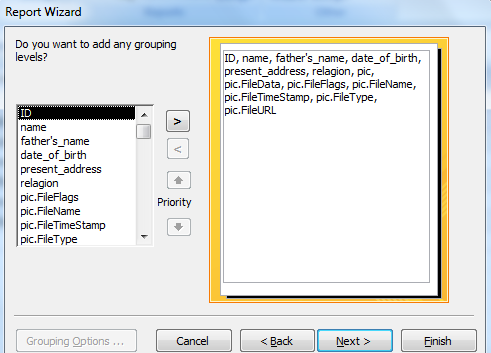 Report Wizard
Do you want to add any grouping
levels?
ID
name
father's_name
date_of_birth
present_address
relagion
pic.FileFlags
pic.FileName
pic.FileTimeStamp
pic.FileType
>
<
Priority
ID, name, father's_name, date_of_birth,
present_address, relagion, pic,
pic.FileData, pic.FileFlags, pic.FileName,
pic.FileTimeStamp, pic.FileType,
pic.FileURL
Grouping Options ...
Cancel
< Back
Next >
Finish